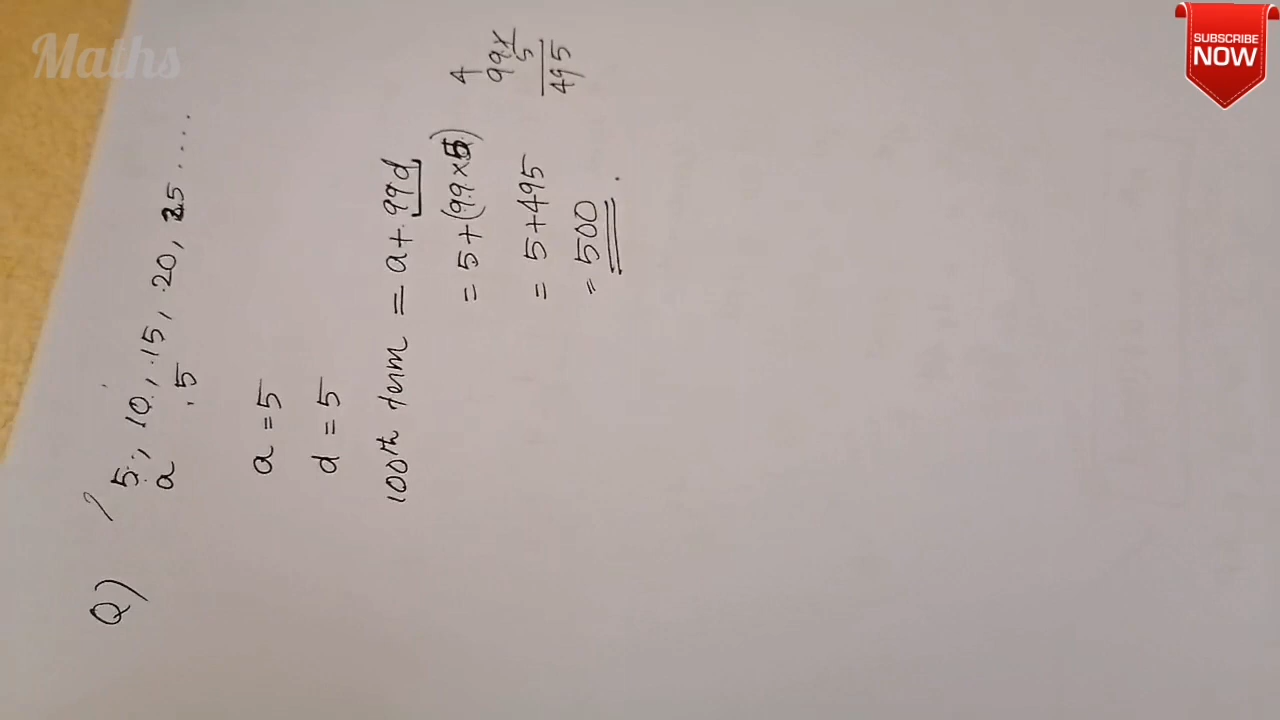 Maths
SUBSCRIBE
NOW
Q) 5, 10, 15, 20, 25 ....
a 5
a = 5
d = 5
100th term = a + 99d
= 5 + (99 × 5)
= 5 + 495
= 500.
4
99 ×
5
495